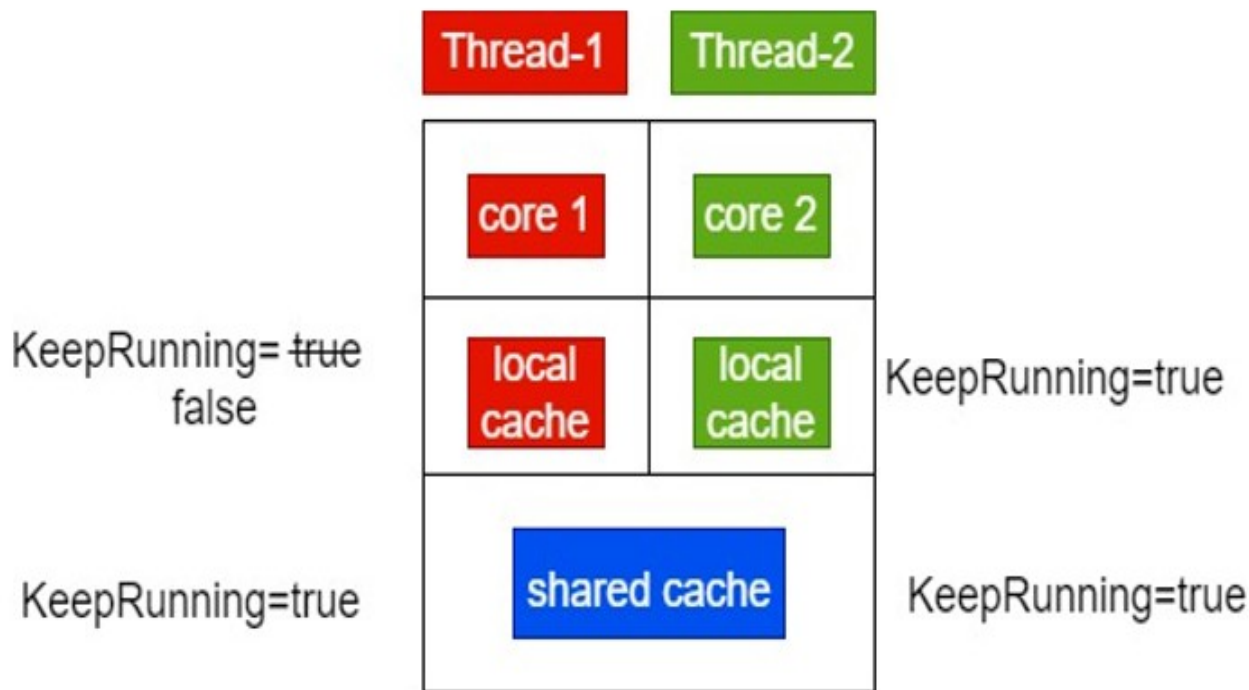 Thread-1 Thread-2
core 1 core 2
KeepRunning= true
false
local
cache
local
cache
KeepRunning=true
KeepRunning=true
shared cache
KeepRunning=true